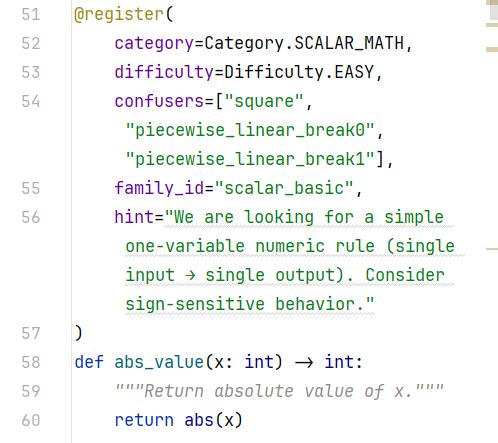 51 @register(
52     category=Category.SCALAR_MATH,
53     difficulty=Difficulty.EASY,
54     confusers=["square",
      "piecewise_linear_break0",
      "piecewise_linear_break1"],
55     family_id="scalar_basic",
56     hint="We are looking for a simple
      one-variable numeric rule (single
      input → single output). Consider
      sign-sensitive behavior."
57 )
58 def abs_value(x: int) → int:
59     """Return absolute value of x."""
60     return abs(x)